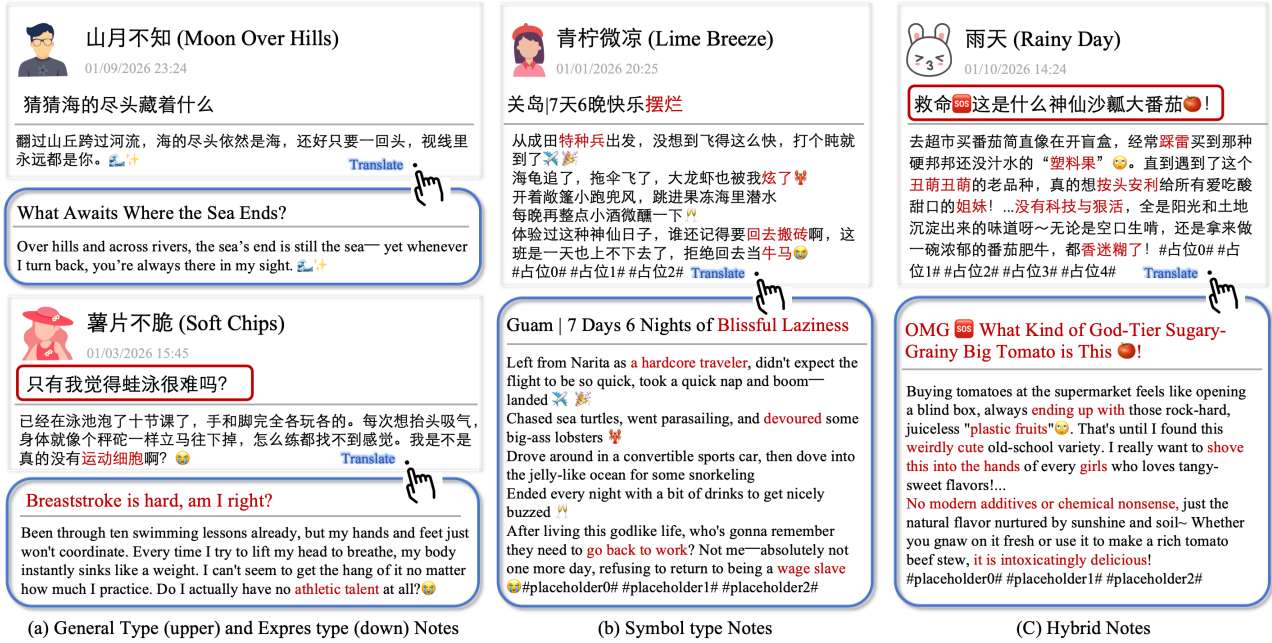 山月不知 (Moon Over Hills)
01/09/2026 23:24
猜猜海的尽头藏着什么
翻过山丘跨过河流，海的尽头依然是海，还好只要一回头，视线里
永远都是你。🌊✨
Translate
What Awaits Where the Sea Ends?
Over hills and across rivers, the sea’s end is still the sea— yet whenever
I turn back, you’re always there in my sight. 🌊✨
薯片不脆 (Soft Chips)
01/03/2026 15:45
只有我觉得蛙泳很难吗?
已经在泳池泡了十节课了，手和脚完全各玩各的。每次想抬头吸气，
身体就像个秤砣一样立马往下掉，怎么练都找不到感觉。我是不是
真的没有运动细胞啊? 😭
Translate
Breaststroke is hard, am I right?
Been through ten swimming lessons already, but my hands and feet just
won't coordinate. Every time I try to lift my head to breathe, my body
instantly sinks like a weight. I can't seem to get the hang of it no matter
how much I practice. Do I actually have no athletic talent at all?😭
(a) General Type (upper) and Expres type (down) Notes
青柠微凉 (Lime Breeze)
01/01/2026 20:25
关岛|7天6晚快乐摆烂
从成田特种兵出发，没想到飞得这么快，打个盹就
到了✈️ 🎉
海龟追了，拖伞飞了，大龙虾也被我炫了🦞
开着敞篷小跑兜风，跳进果冻海里潜水
每晚再整点小酒微醺一下🥂
体验过这种神仙日子，谁还记得要回去搬砖啊，这
班是一天也上不下去了，拒绝回去当牛马😭
#占位0# #占位1# #占位2# Translate
Guam | 7 Days 6 Nights of Blissful Laziness
Left from Narita as a hardcore traveler, didn't expect the
flight to be so quick, took a quick nap and boom—
landed ✈️ 🎉
Chased sea turtles, went parasailing, and devoured some
big-ass lobsters 🦞
Drove around in a convertible sports car, then dove into
the jelly-like ocean for some snorkeling
Ended every night with a bit of drinks to get nicely
buzzed 🥂
After living this godlike life, who's gonna remember
they need to go back to work? Not me—absolutely not
one more day, refusing to return to being a wage slave
😭#placeholder0# #placeholder1# #placeholder2#
(b) Symbol type Notes
雨天 (Rainy Day)
01/10/2026 14:24
救命🆘这是什么神仙沙瓤大番茄🍅！
去超市买番茄简直像在开盲盒，经常踩雷买到那种
硬邦邦还没汁水的“塑料果”🙄。直到遇到了这个
丑萌丑萌的老品种，真的想按头安利给所有爱吃酸
甜口的姐妹！...没有科技与狠活，全是阳光和土地
沉淀出来的味道呀～无论是空口生啃，还是拿来做
一碗浓郁的番茄肥牛，都香迷糊了！#占位0# #占
位1# #占位2# #占位3# #占位4# Translate
OMG 🆘 What Kind of God-Tier Sugary-
Grainy Big Tomato is This 🍅!
Buying tomatoes at the supermarket feels like opening
a blind box, always ending up with those rock-hard,
juiceless "plastic fruits"🙄. That's until I found this
weirdly cute old-school variety. I really want to shove
this into the hands of every girls who loves tangy-
sweet flavors!...
No modern additives or chemical nonsense, just the
natural flavor nurtured by sunshine and soil~ Whether
you gnaw on it fresh or use it to make a rich tomato
beef stew, it is intoxicatingly delicious!
#placeholder0# #placeholder1# #placeholder2#
(C) Hybrid Notes